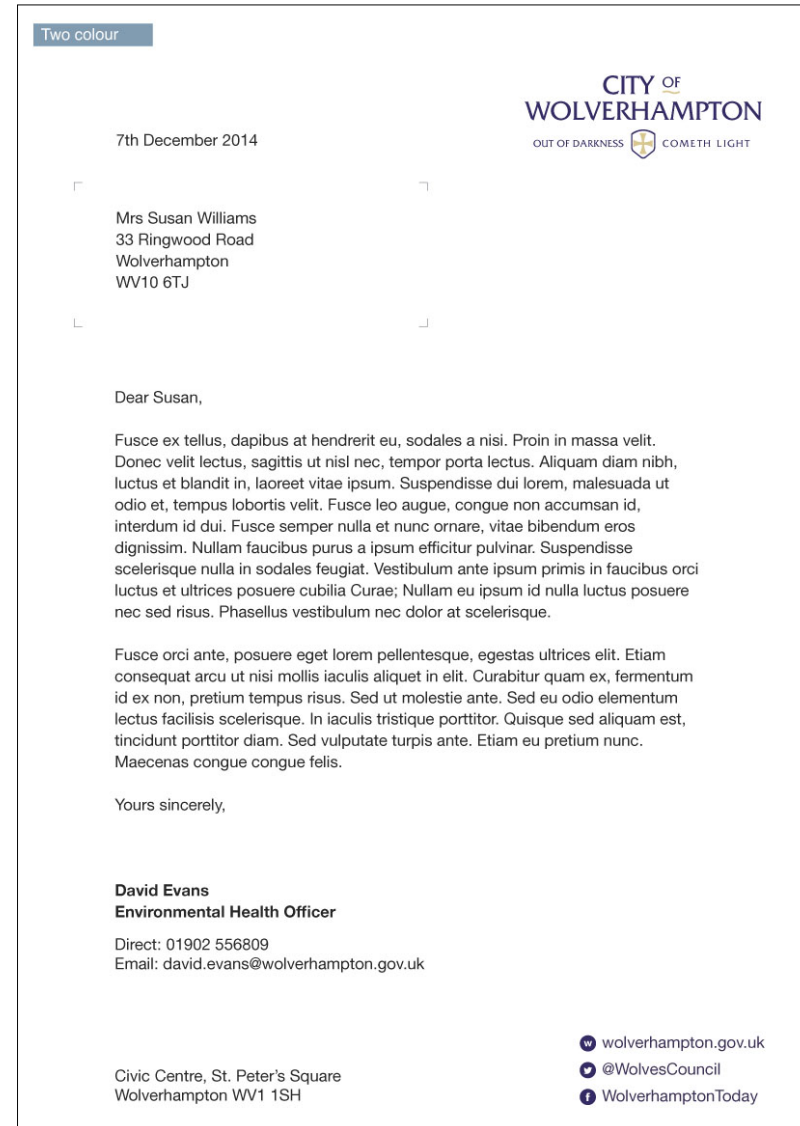 Two colour
CITY OF
WOLVERHAMPTON
OUT OF DARKNESS COMETH LIGHT
7th December 2014
Mrs Susan Williams
33 Ringwood Road
Wolverhampton
WV10 6TJ
Dear Susan,
Fusce ex tellus, dapibus at hendrerit eu, sodales a nisi. Proin in massa velit.
Donec velit lectus, sagittis ut nisl nec, tempor porta lectus. Aliquam diam nibh,
luctus et blandit in, laoreet vitae ipsum. Suspendisse dui lorem, malesuada ut
odio et, tempus lobortis velit. Fusce leo augue, congue non accumsan id,
interdum id dui. Fusce semper nulla et nunc ornare, vitae bibendum eros
dignissim. Nullam faucibus purus a ipsum efficitur pulvinar. Suspendisse
scelerisque nulla in sodales feugiat. Vestibulum ante ipsum primis in faucibus orci
luctus et ultrices posuere cubilia Curae; Nullam eu ipsum id nulla luctus posuere
nec sed risus. Phasellus vestibulum nec dolor at scelerisque.
Fusce orci ante, posuere eget lorem pellentesque, egestas ultrices elit. Etiam
consequat arcu ut nisi mollis iaculis aliquet in elit. Curabitur quam ex, fermentum
id ex non, pretium tempus risus. Sed ut molestie ante. Sed eu odio elementum
lectus facilisis scelerisque. In iaculis tristique porttitor. Quisque sed aliquam est,
tincidunt porttitor diam. Sed vulputate turpis ante. Etiam eu pretium nunc.
Maecenas congue congue felis.
Yours sincerely,
David Evans
Environmental Health Officer
Direct: 01902 556809
Email: david.evans@wolverhampton.gov.uk
Civic Centre, St. Peter's Square
Wolverhampton WV1 1SH
w wolverhampton.gov.uk
@WolvesCouncil
f WolverhamptonToday